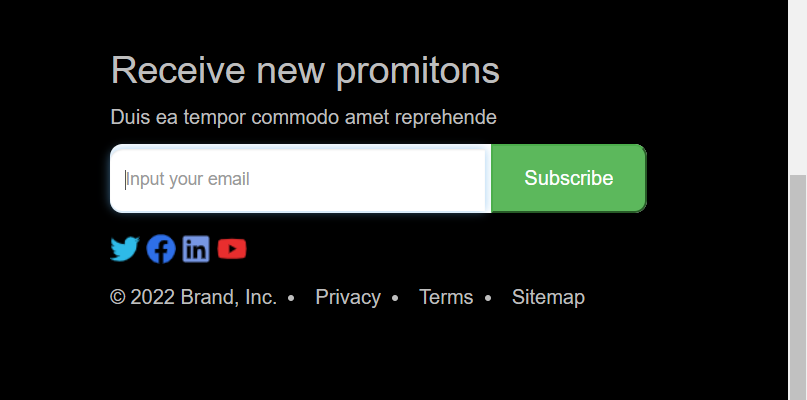 Receive new promitons
Duis ea tempor commodo amet reprehende
Input your email
Subscribe
in
© 2022 Brand, Inc. • Privacy • Terms • Sitemap